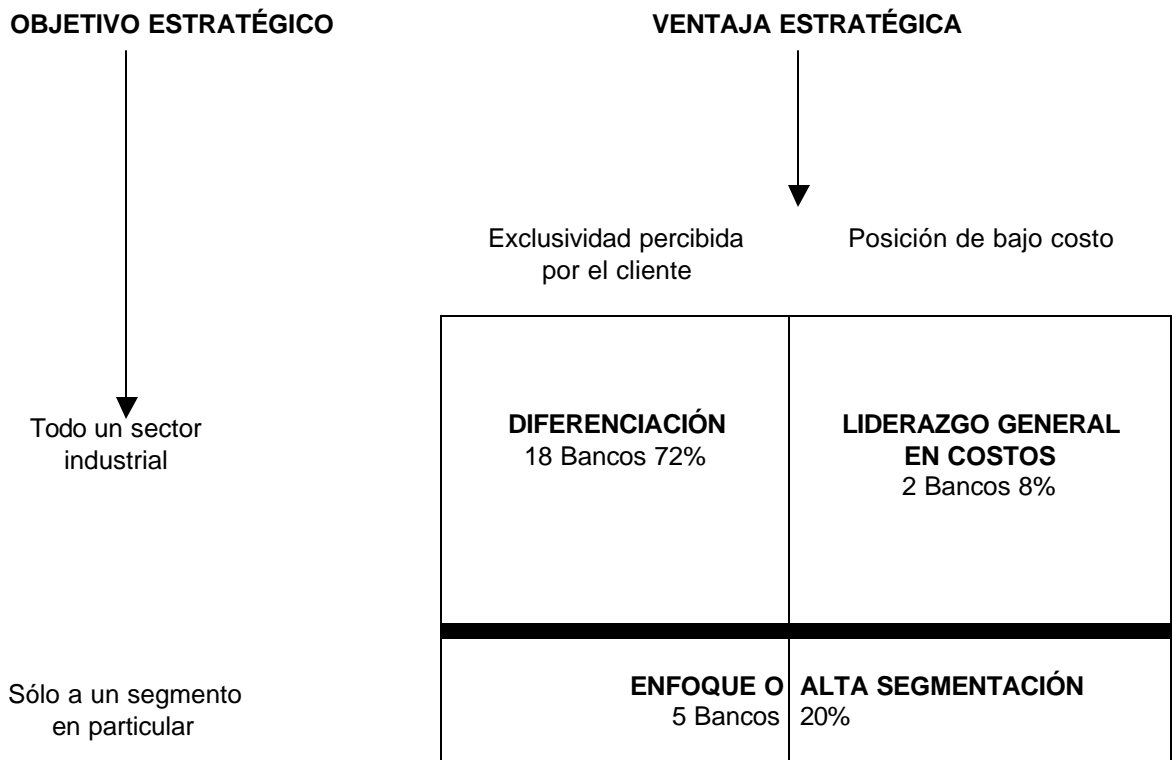 OBJETIVO ESTRATÉGICO
VENTAJA ESTRATÉGICA
Exclusividad percibida
por el cliente
Posición de bajo costo
Todo un sector
industrial
DIFERENCIACIÓN
18 Bancos 72%
LIDERAZGO GENERAL
EN COSTOS
2 Bancos 8%
Sólo a un segmento
en particular
ENFOQUE O ALTA SEGMENTACIÓN
5 Bancos 20%